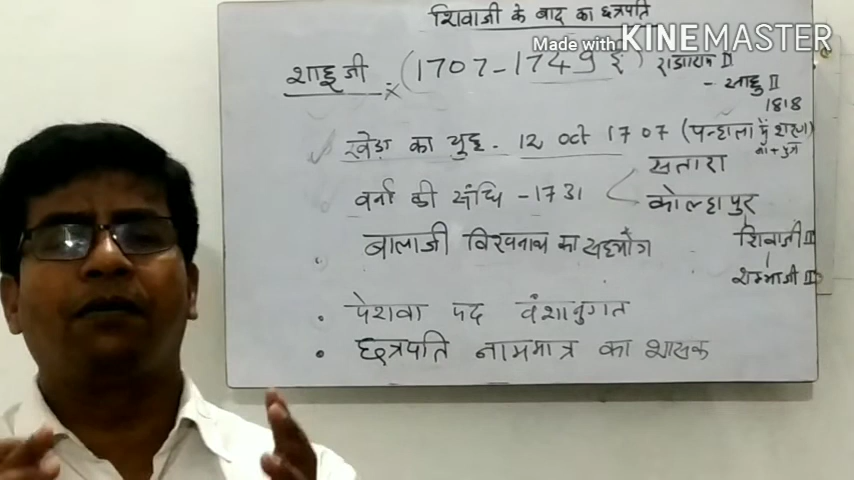 शिवाजी के बाद का छत्रपति
Made with KINEMASTER
शाहू जी (1707-1749 ई) राजाराम II
- शाहु II
1818
खेड़ा का युद्ध - 12 Oct 1707 (पन्हाला में शरण)
माँ + पुत्र
सतारा
वर्ना की संधि - 1731
कोल्हापुर
शिवाजी II
बालाजी विश्वनाथ का सहयोग
शम्भाजी II
• पेशवा पद वंशानुगत
• छत्रपति नाममात्र का शासक